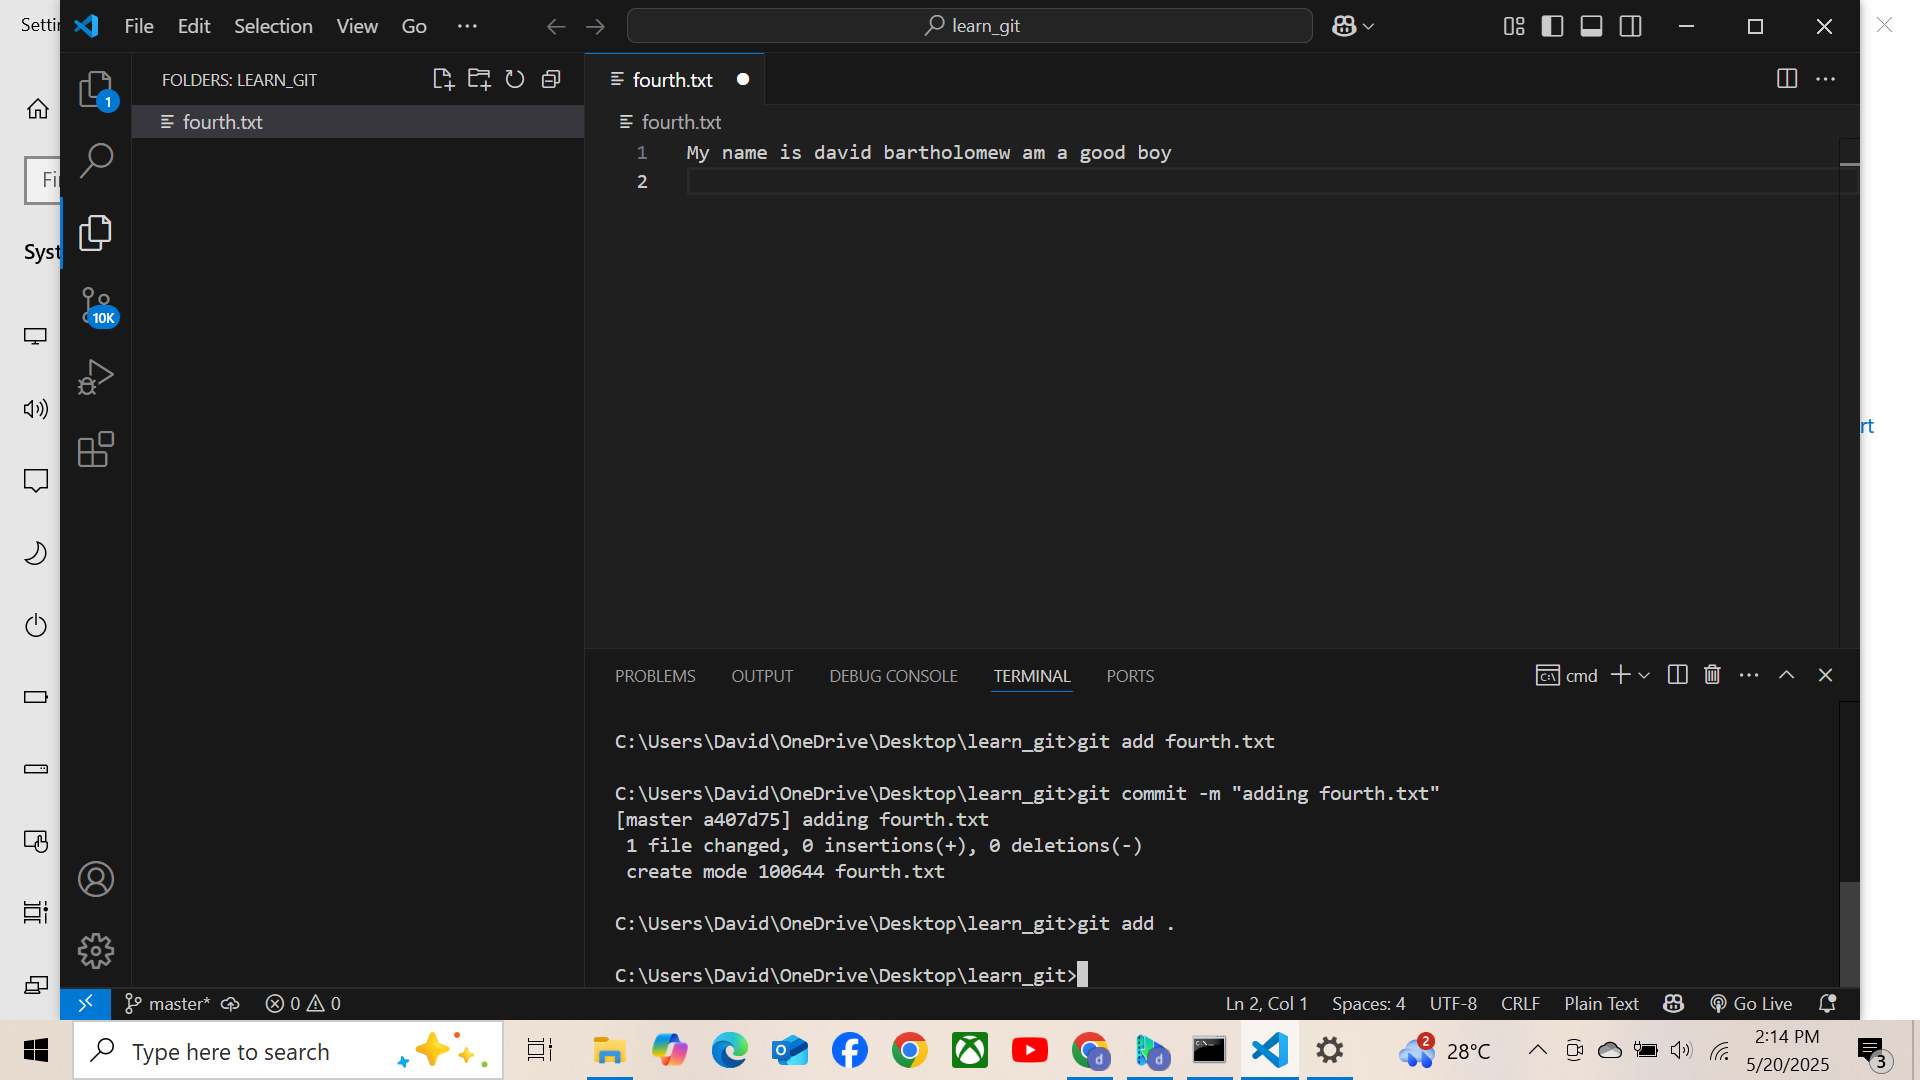 Setti
File Edit Selection View Go ··· learn_git
FOLDERS: LEARN_GIT
fourth.txt
1
Fi
Syst
10K
fourth.txt
fourth.txt
1 My name is david bartholomew am a good boy
2
rt
PROBLEMS OUTPUT DEBUG CONSOLE TERMINAL PORTS
cmd
C:\Users\David\OneDrive\Desktop\learn_git>git add fourth.txt
C:\Users\David\OneDrive\Desktop\learn_git>git commit -m "adding fourth.txt"
[master a407d75] adding fourth.txt
1 file changed, 0 insertions(+), 0 deletions(-)
create mode 100644 fourth.txt
C:\Users\David\OneDrive\Desktop\learn_git>git add .
C:\Users\David\OneDrive\Desktop\learn_git>
master* 0 0 Ln 2, Col 1 Spaces: 4 UTF-8 CRLF Plain Text Go Live
Type here to search
d
d
2
28°C
2:14 PM
5/20/2025
3